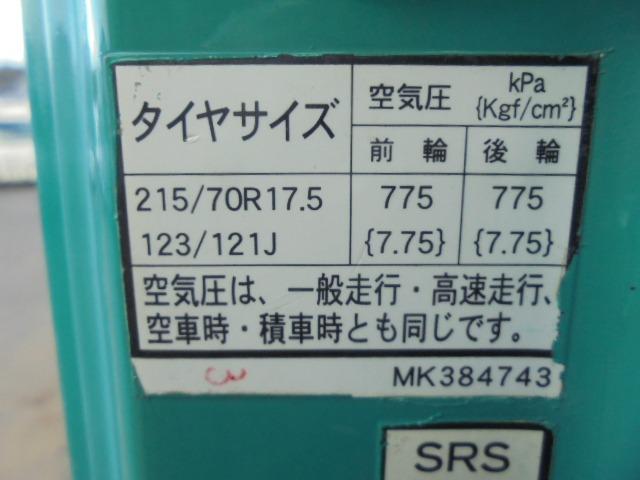 タイヤサイズ 空気圧 kPa {Kgf/cm²}
前輪 後輪
215/70R17.5 775 775
123/121J {7.75} {7.75}
空気圧は、一般走行・高速走行、
空車時・積車時とも同じです。
3 MK384743
SRS